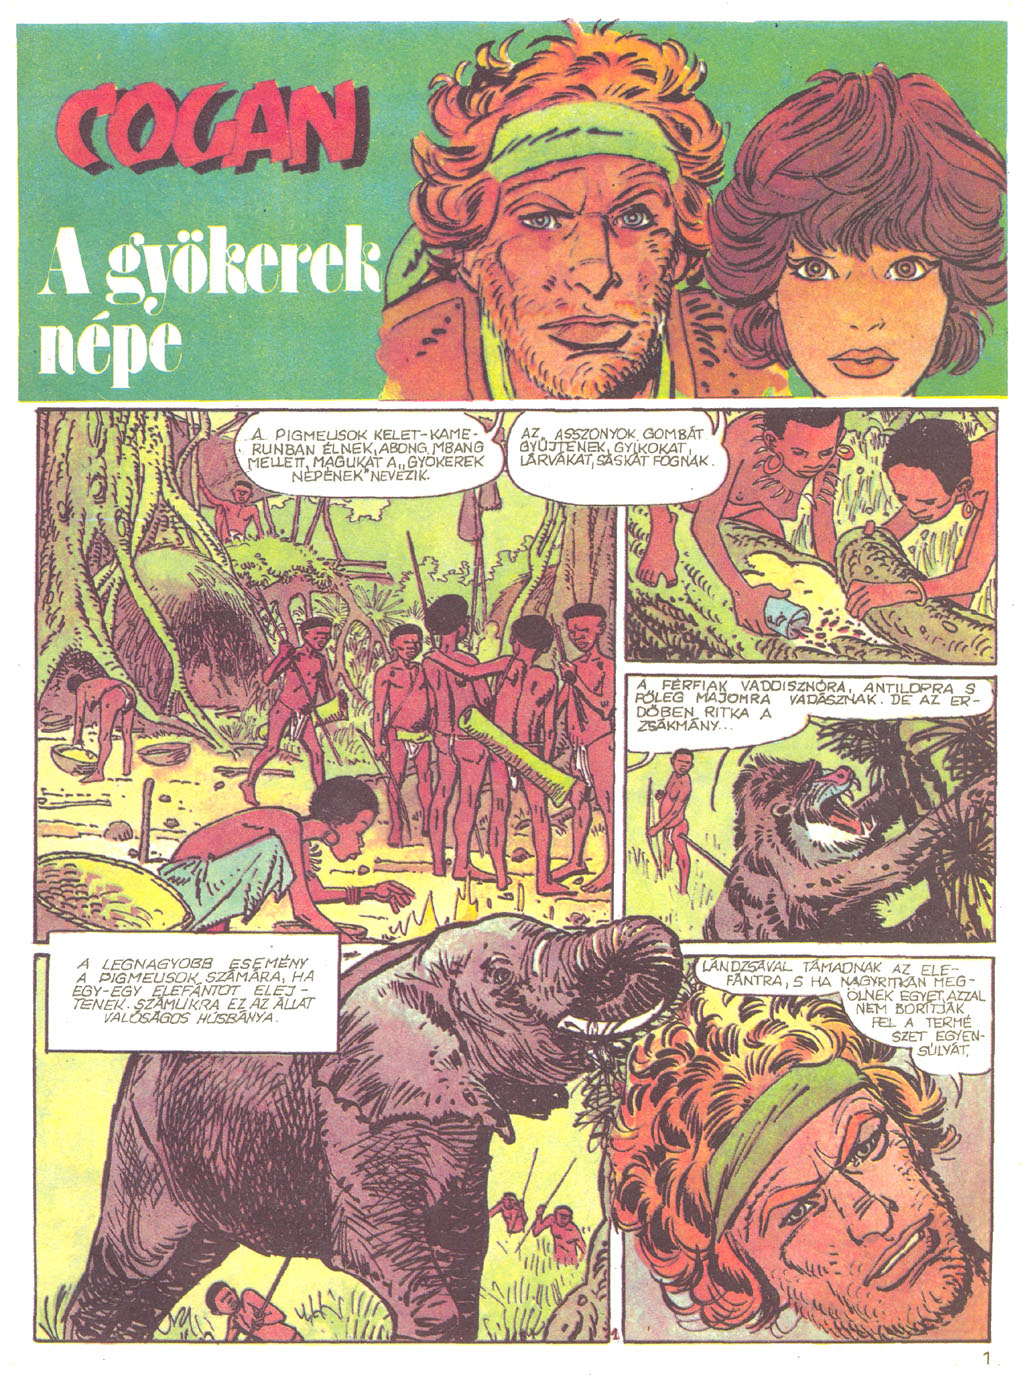 COGAN
A gyökerek
népe
A PIGMEUSOK KELET-KAME-
RUNBAN ÉLNEK, ABONG MBANG
MELLETT, MAGUKAT A „GYÖKEREK
NÉPÉNEK" NEVEZIK.
AZ ASSZONYOK GOMBÁT
GYŰJTENEK, GYIKOKAT,
LÁRVÁKAT, SÁSKÁT FOGNAK.
A FÉRFIAK VADDISZNÓRA, ANTILOPRA S
FŐLEG MAJOMRA VADÁSZNAK. DE AZ ER-
DŐBEN RITKA A
ZSÁKMÁNY...
A LEGNAGYOBB ESEMÉNY
A PIGMEUSOK SZÁMÁRA, HA
EGY-EGY ELEFÁNTOT ELEJ-
TENEK. SZÁMUKRA EZ AZ ÁLLAT
VALÓSÁGOS HÚSBÁNYA.
LÁNDZSÁVAL TÁMADNAK AZ ELE-
FÁNTRA, S HA NAGYRITKÁN MEG-
ÖLNEK EGYET, AZZAL
NEM BORÍTJÁK
FEL A TERMÉ
SZET EGYEN-
SÚLYÁT.
1
1